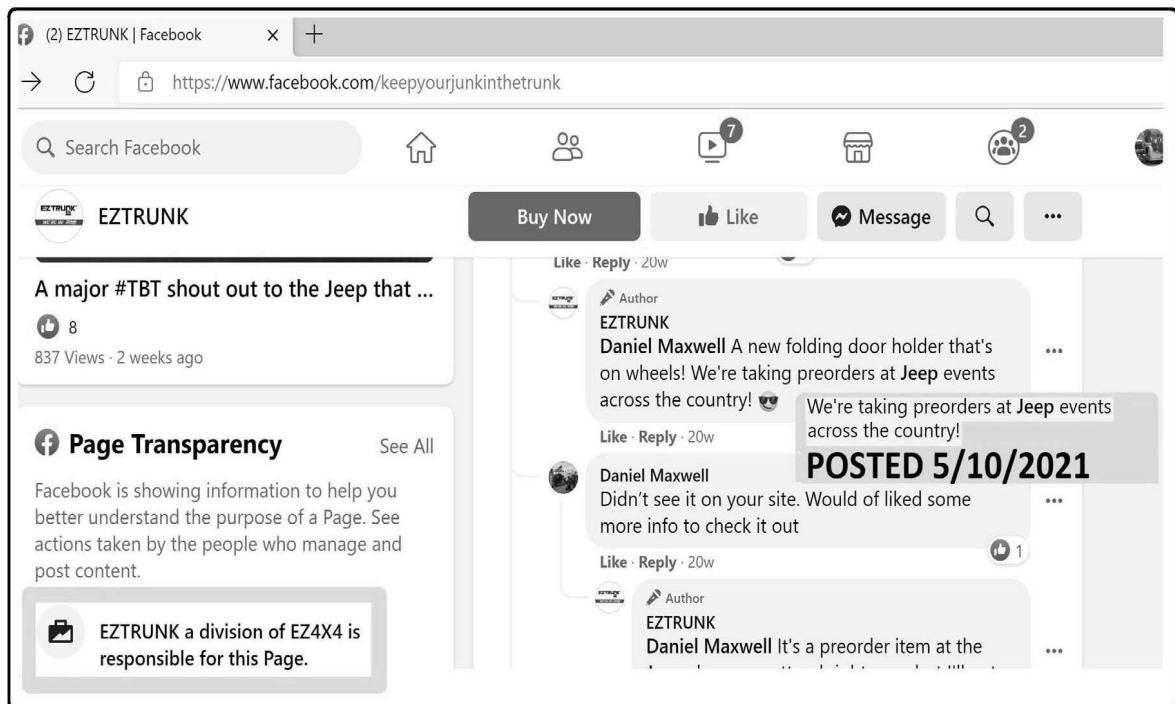 (2) EZTRUNK | Facebook
https://www.facebook.com/keepyourjunkinthetrunk
Search Facebook
7
2
EZTRUNK
EZTRUNK
Buy Now
Like
Message
A major #TBT shout out to the Jeep that ...
8
837 Views · 2 weeks ago
Page Transparency
See All
Facebook is showing information to help you
better understand the purpose of a Page. See
actions taken by the people who manage and
post content.
EZTRUNK a division of EZ4X4 is
responsible for this Page.
Like · Reply · 20w
EZTRUNK
Author
EZTRUNK
Daniel Maxwell A new folding door holder that's
on wheels! We're taking preorders at Jeep events
across the country! 😎
Like · Reply · 20w
We're taking preorders at Jeep events
across the country!
POSTED 5/10/2021
Daniel Maxwell
Didn't see it on your site. Would of liked some
more info to check it out
1
Like · Reply · 20w
EZTRUNK
Author
EZTRUNK
Daniel Maxwell It's a preorder item at the